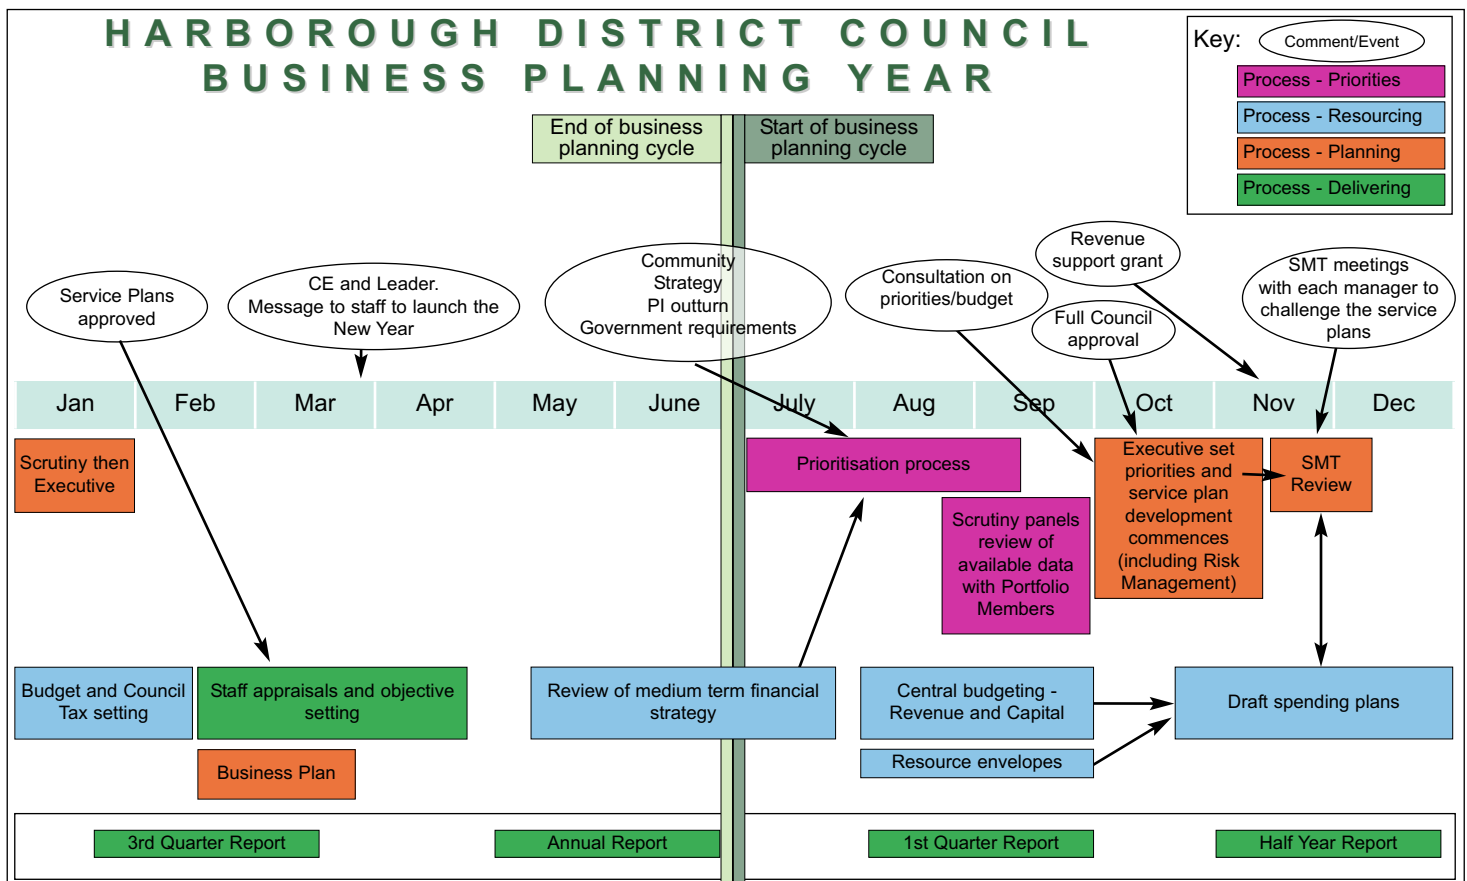 HARBOROUGH DISTRICT COUNCIL
BUSINESS PLANNING YEAR
Key:
Comment/Event
Process - Priorities
Process - Resourcing
Process - Planning
Process - Delivering
End of business
planning cycle
Start of business
planning cycle
Service Plans
approved
CE and Leader.
Message to staff to launch the
New Year
Community
Strategy
PI outturn
Government requirements
Consultation on
priorities/budget
Revenue
support grant
Full Council
approval
SMT meetings
with each manager to
challenge the service
plans
Jan
Feb
Mar
Apr
May
June
July
Aug
Sep
Oct
Nov
Dec
Scrutiny then
Executive
Prioritisation process
Scrutiny panels
review of
available data
with Portfolio
Members
Executive set
priorities and
service plan
development
commences
(including Risk
Management)
SMT
Review
Budget and Council
Tax setting
Staff appraisals and objective
setting
Business Plan
Review of medium term financial
strategy
Central budgeting -
Revenue and Capital
Resource envelopes
Draft spending plans
3rd Quarter Report
Annual Report
1st Quarter Report
Half Year Report